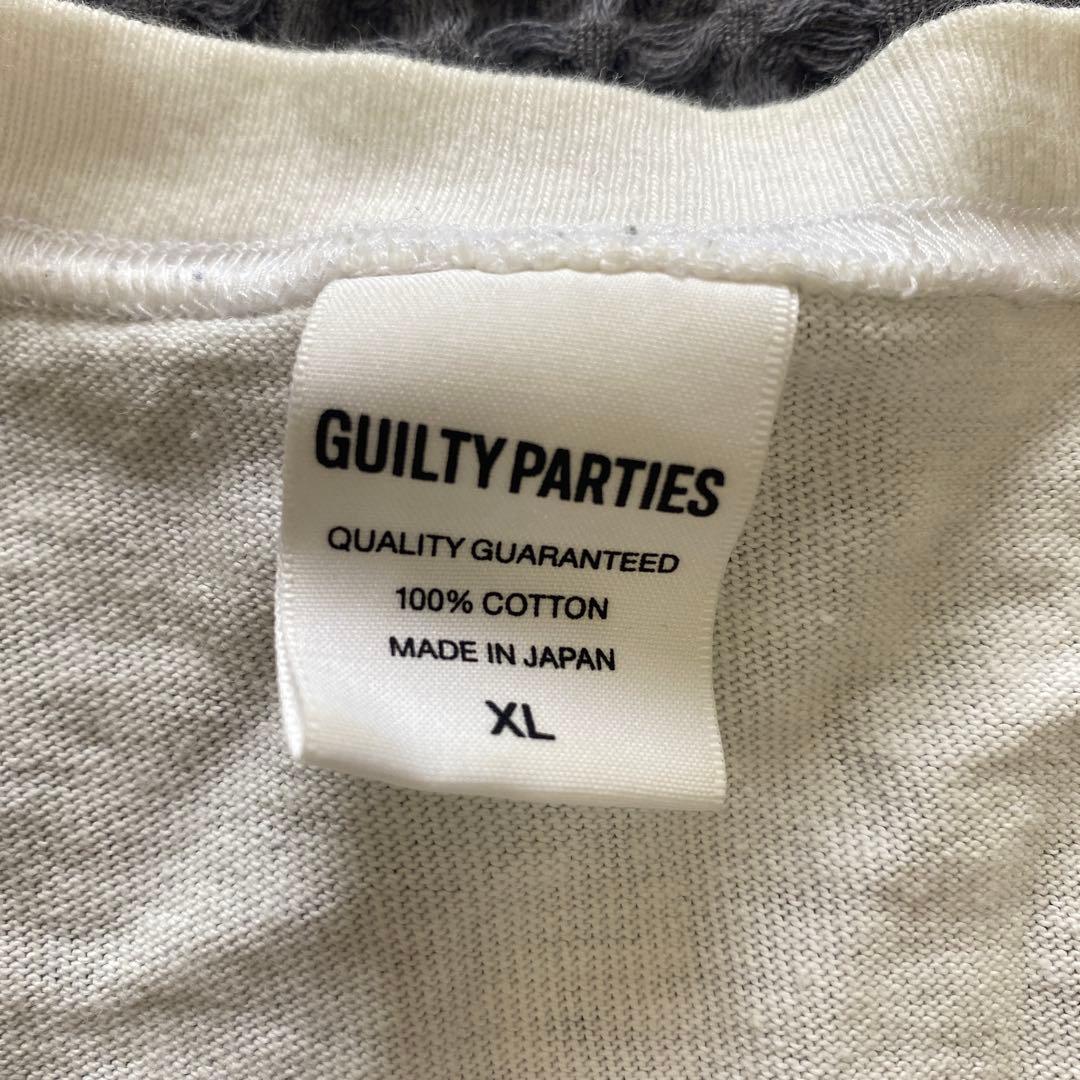 GUILTY PARTIES
QUALITY GUARANTEED
100% COTTON
MADE IN JAPAN
XL